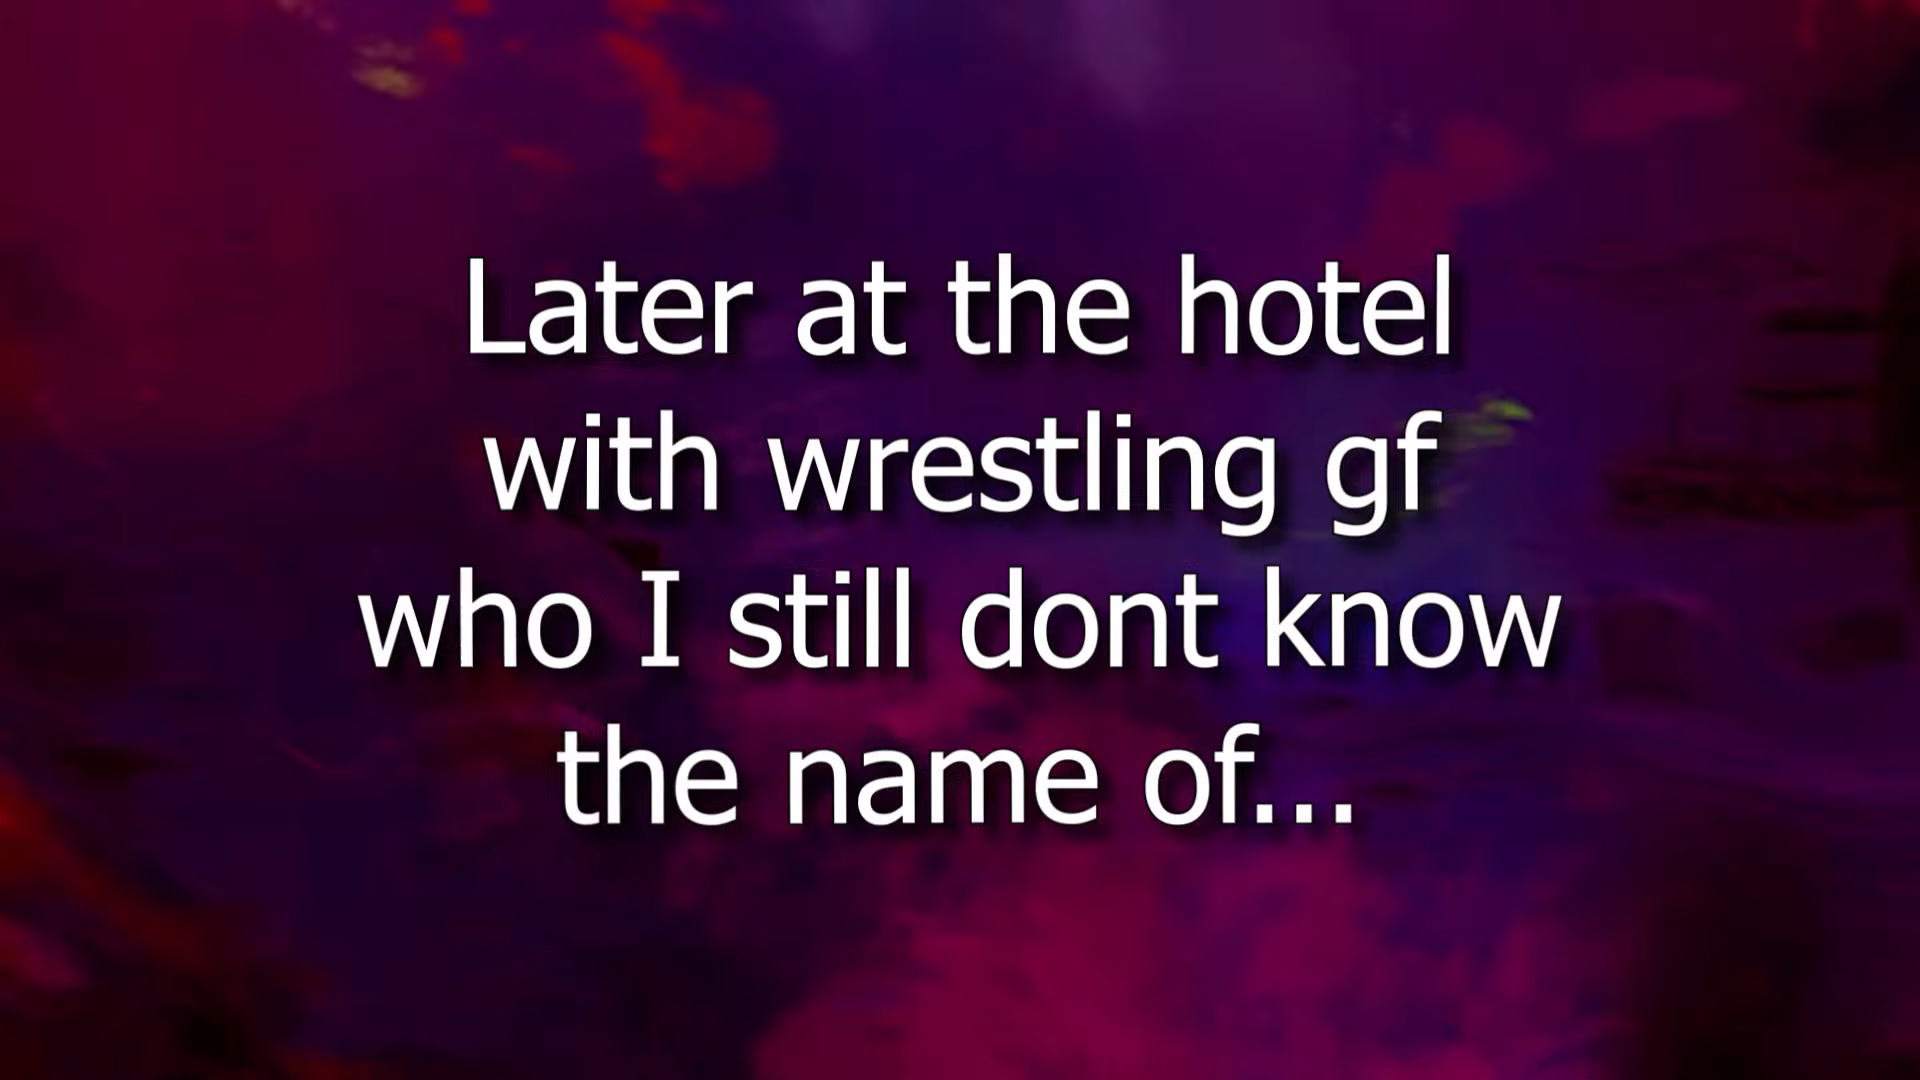 Later at the hotel
with wrestling gf
who I still dont know
the name of...